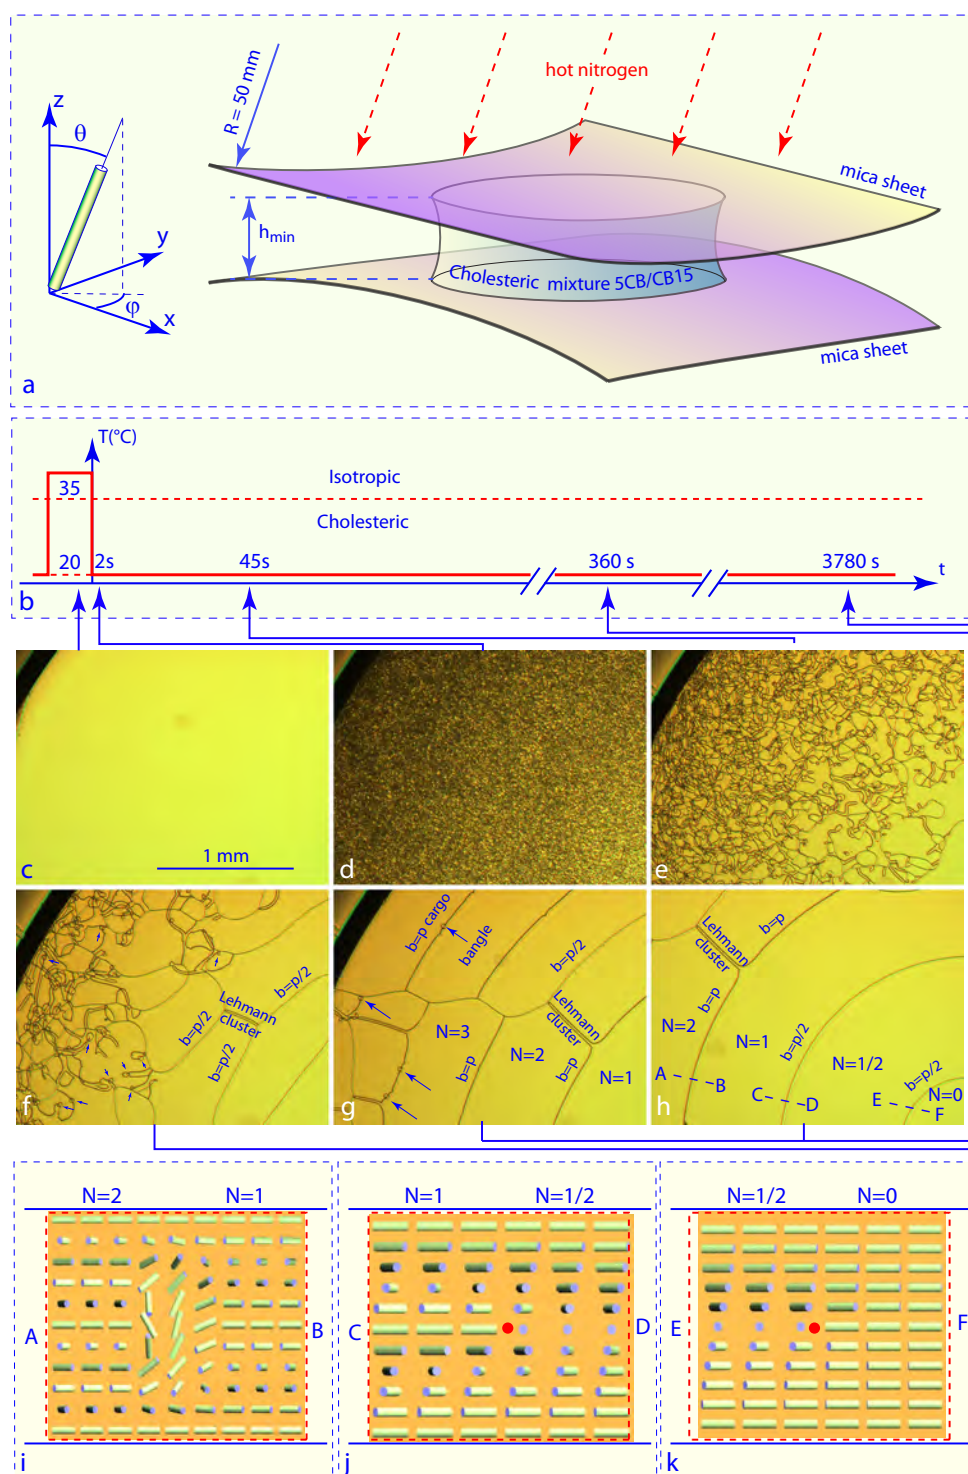 hot nitrogen
R = 50 mm
z
θ
mica sheet
y
h min
Cholesteric mixture 5CB/CB15
φ
x
mica sheet
a
T(°C)
35
Isotropic
Cholesteric
20
2s
45s
360 s
3780 s
t
b
1 mm
c
d
e
Lehmann
cluster
b=p/2
b=p/2
b=p/2
f
b=p cargo
bangle
b=p/2
Lehmann
cluster
N=3
N=2
b=p
b=p
N=1
g
Lehmann
cluster
b=p
b=p
N=2
N=1
b=p/2
N=1/2
b=p/2
N=0
A
B
C
D
E
F
h
N=2
N=1
A
B
i
N=1
N=1/2
C
D
j
N=1/2
N=0
E
F
k